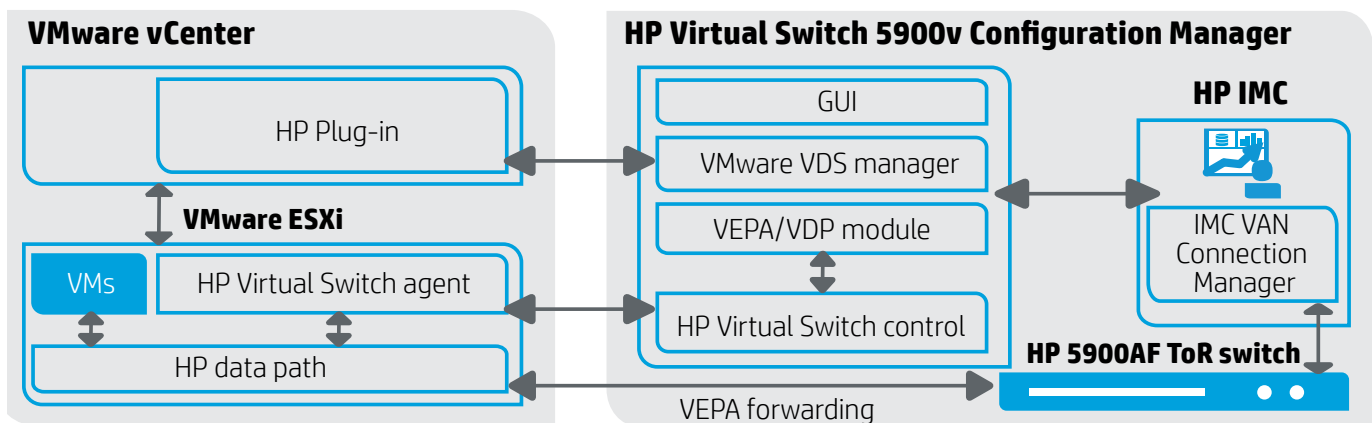 VMware vCenter
HP Plug-in
VMware ESXi
VMs
HP Virtual Switch agent
HP data path
HP Virtual Switch 5900v Configuration Manager
GUI
VMware VDS manager
VEPA/VDP module
HP Virtual Switch control
HP IMC
IMC VAN
Connection
Manager
HP 5900AF ToR switch
VEPA forwarding